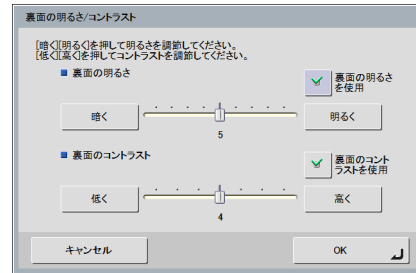 裏面の明るさ/コントラスト
[暗く][明るく]を押して明るさを調節してください。
[低く][高く]を押してコントラストを調節してください。
裏面の明るさ
裏面の明るさ
を使用
暗く
明るく
5
裏面のコントラスト
裏面のコント
ラストを使用
低く
高く
4
キャンセル
OK